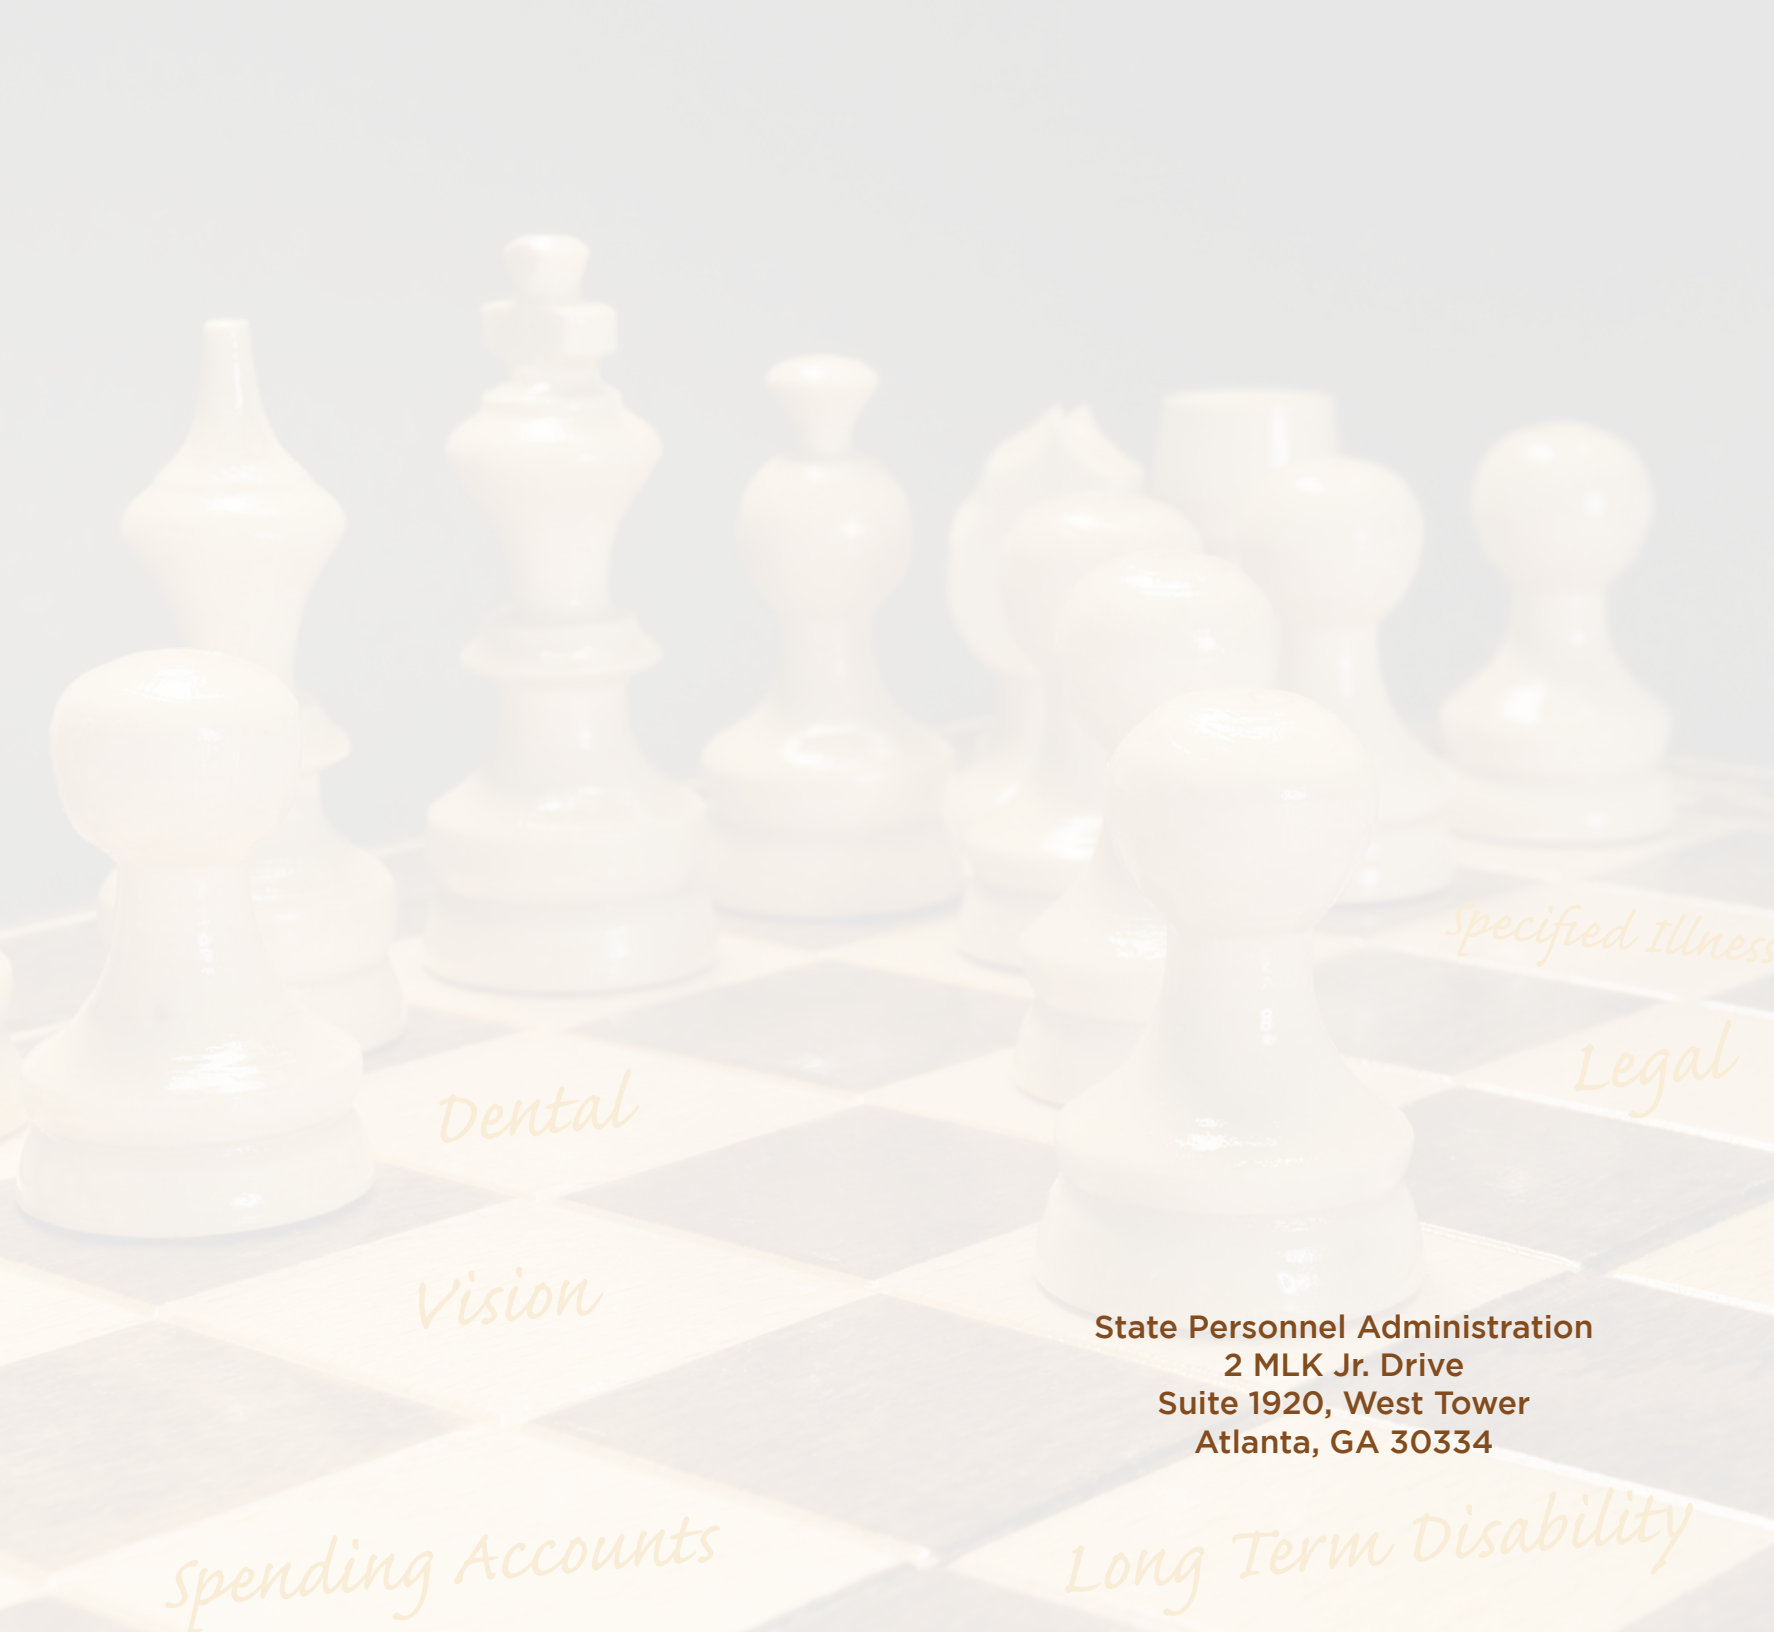 Specified Illness
Legal
Dental
Vision
State Personnel Administration
2 MLK Jr. Drive
Suite 1920, West Tower
Atlanta, GA 30334
Spending Accounts
Long Term Disability